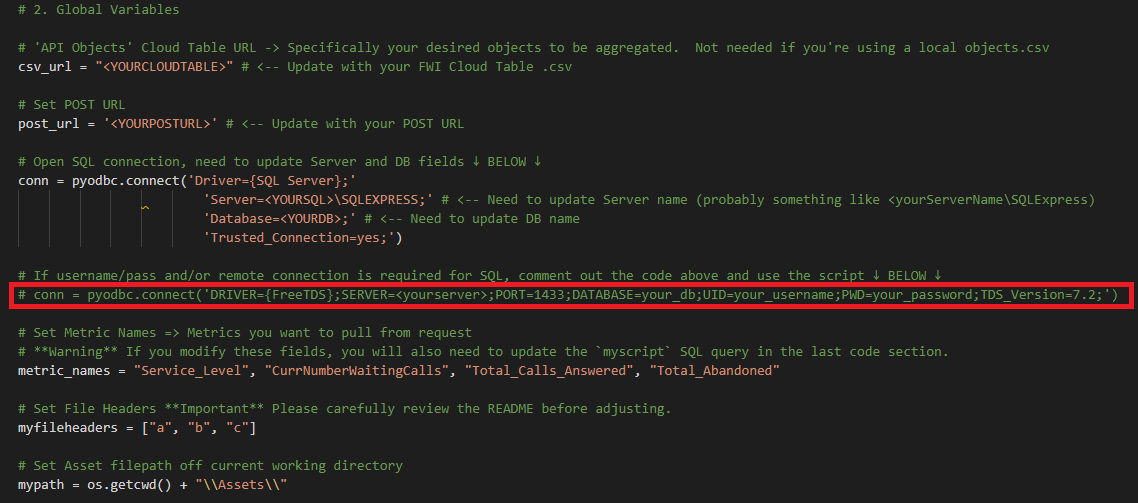 # 2. Global Variables
# 'API Objects' Cloud Table URL -> Specifically your desired objects to be aggregated.  Not needed if you're using a local objects.csv
csv_url = "<YOURCLOUDTABLE>" # <-- Update with your FWI Cloud Table .csv
# Set POST URL
post_url = '<YOURPOSTURL>' # <-- Update with your POST URL
# Open SQL connection, need to update Server and DB fields ↓ BELOW ↓
conn = pyodbc.connect('Driver={SQL Server};'
'Server=<YOURSQL>\SQLEXPRESS;' # <-- Need to update Server name (probably something like <yourServerName\SQLExpress)
'Database=<YOURDB>;' # <-- Need to update DB name
'Trusted_Connection=yes;')
# If username/pass and/or remote connection is required for SQL, comment out the code above and use the script ↓ BELOW ↓
# conn = pyodbc.connect('DRIVER={FreeTDS};SERVER=<yourserver>;PORT=1433;DATABASE=your_db;UID=your_username;PWD=your_password;TDS_Version=7.2;')
# Set Metric Names => Metrics you want to pull from request
# **Warning** If you modify these fields, you will also need to update the `myscript` SQL query in the last code section.
metric_names = "Service_Level", "CurrNumberWaitingCalls", "Total_Calls_Answered", "Total_Abandoned"
# Set File Headers **Important** Please carefully review the README before adjusting.
myfileheaders = ["a", "b", "c"]
# Set Asset filepath off current working directory
mypath = os.getcwd() + "\\Assets\\"